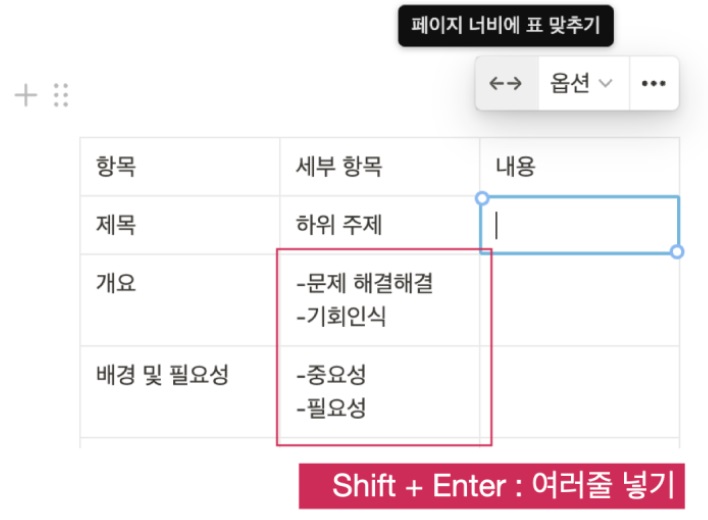 페이지 너비에 표 맞추기
옵션
항목 세부 항목 내용
제목 하위 주제
개요 -문제 해결해결
-기회인식
배경 및 필요성 -중요성
-필요성
Shift + Enter : 여러줄 넣기